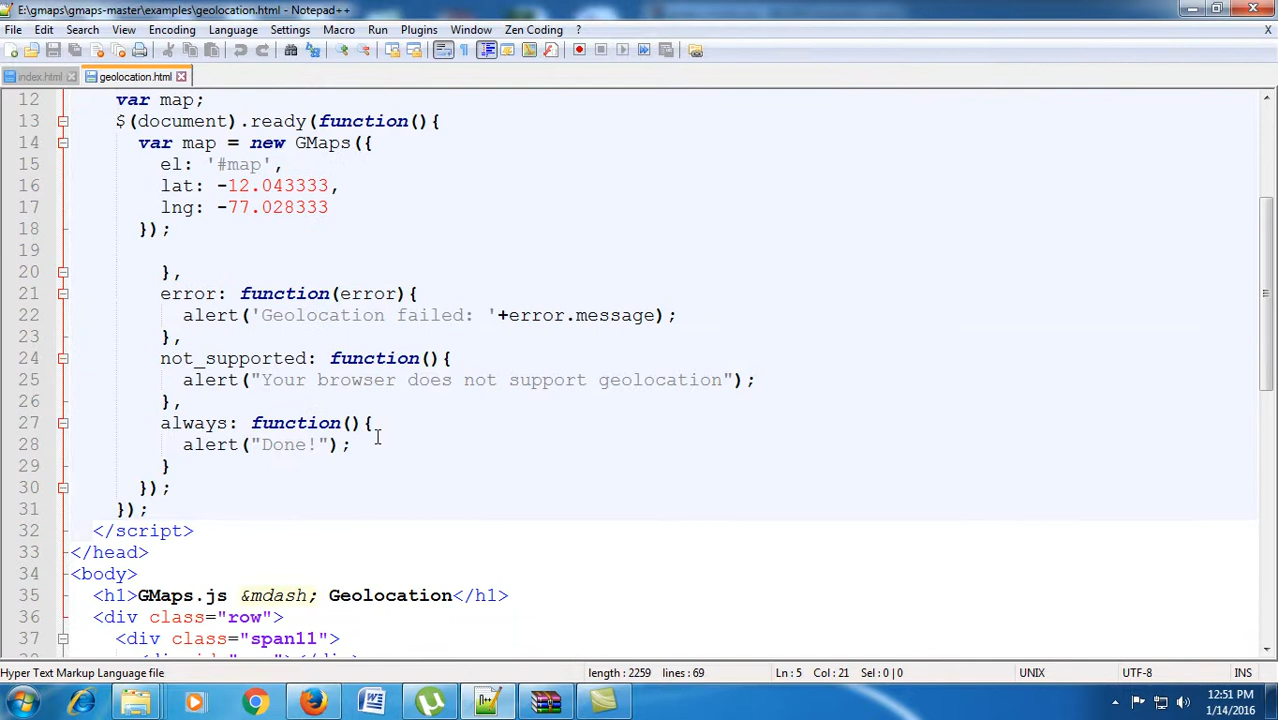 E:\gmaps\gmaps-master\examples\geolocation.html - Notepad++
File Edit Search View Encoding Language Settings Macro Run Plugins Window Zen Coding ? X
index.html geolocation.html
12 var map;
13 $(document).ready(function(){
14 var map = new GMaps({
15 el: '#map',
16 lat: -12.043333,
17 lng: -77.028333
18 });
19
20 },
21 error: function(error){
22 alert('Geolocation failed: '+error.message);
23 },
24 not_supported: function(){
25 alert("Your browser does not support geolocation");
26 },
27 always: function(){
28 alert("Done!");
29 }
30 });
31 });
32 </script>
33 </head>
34 <body>
35 <h1>GMaps.js &mdash; Geolocation</h1>
36 <div class="row">
37 <div class="span11">
Hyper Text Markup Language file length : 2259 lines : 69 Ln : 5 Col : 21 Sel : 0 | 0 UNIX UTF-8 INS
12:51 PM
1/14/2016